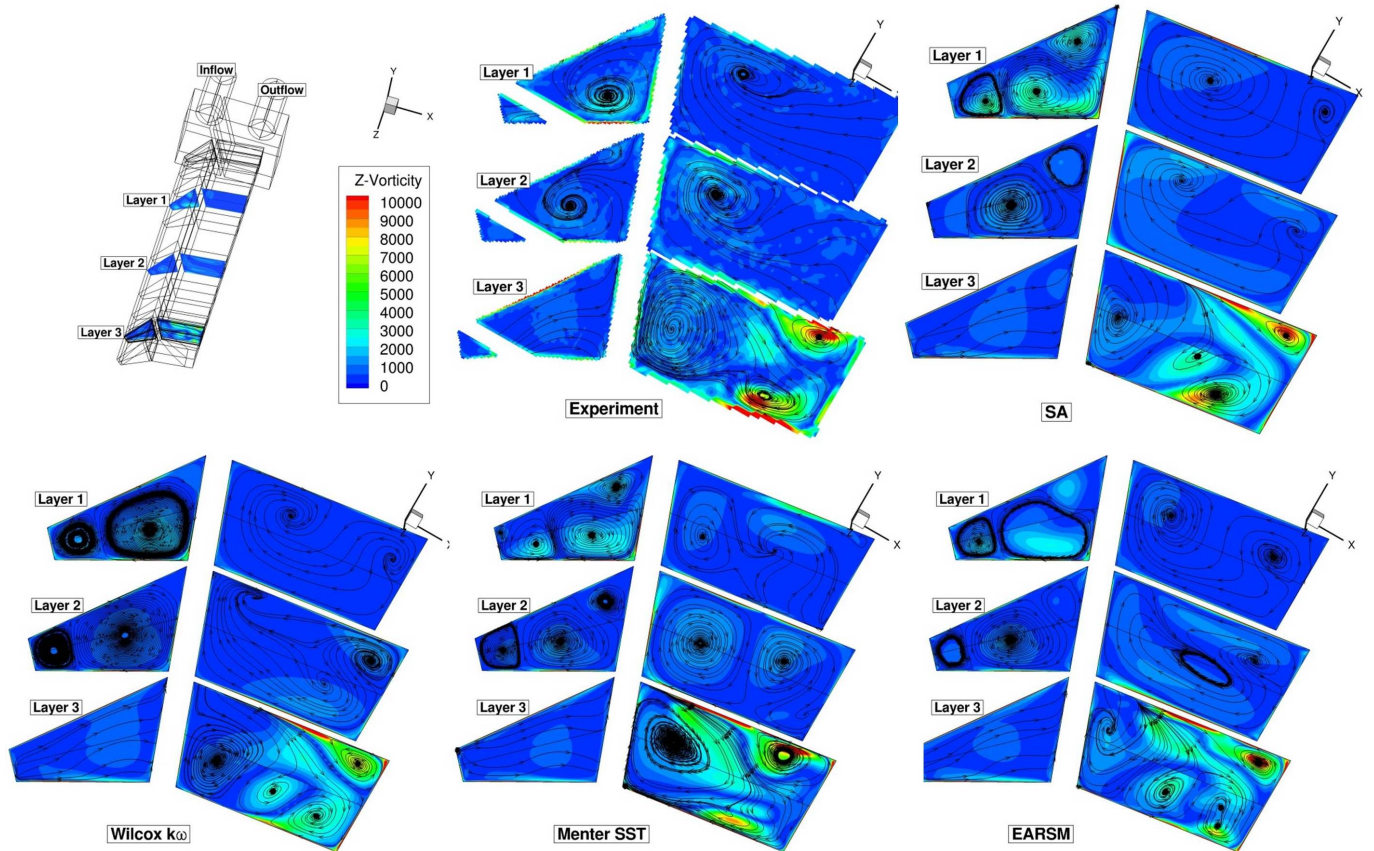 Inflow
Outflow
Layer 1
Layer 2
Layer 3
Y
X
Z
Z-Vorticity
10000
9000
8000
7000
6000
5000
4000
3000
2000
1000
0
Layer 1
Layer 2
Layer 3
Y
Z
Experiment
Layer 1
Layer 2
Layer 3
Y
Z
X
SA
Layer 1
Layer 2
Layer 3
Y
Z
X
Wilcox kω
Layer 1
Layer 2
Layer 3
Y
Z
X
Menter SST
Layer 1
Layer 2
Layer 3
Y
Z
X
EARSM